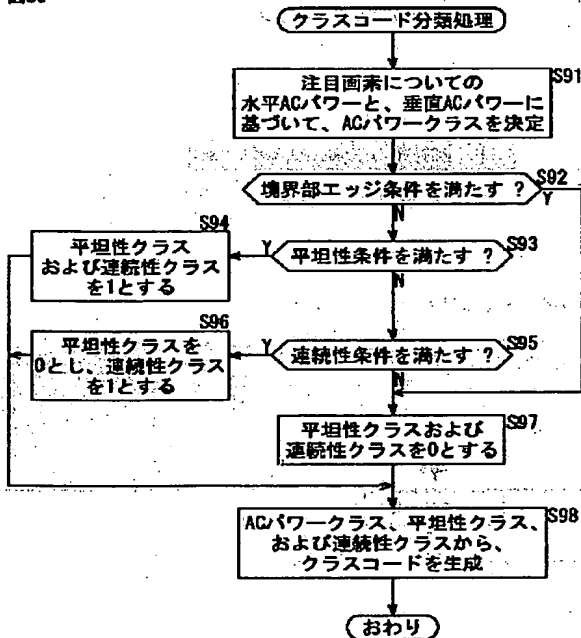 クラスコード分類処理
S91
注目画素についての
水平ACパワーと、垂直ACパワーに
基づいて、ACパワークラスを決定
S92
境界部エッジ条件を満たす ?
Y
N
S94
平坦性クラス
および連続性クラス
を1とする
S93
Y
平坦性条件を満たす ?
N
S96
平坦性クラスを
0とし、連続性クラス
を1とする
S95
Y
連続性条件を満たす ?
N
S97
平坦性クラスおよび
連続性クラスを0とする
S98
ACパワークラス、平坦性クラス、
および連続性クラスから、
クラスコードを生成
おわり